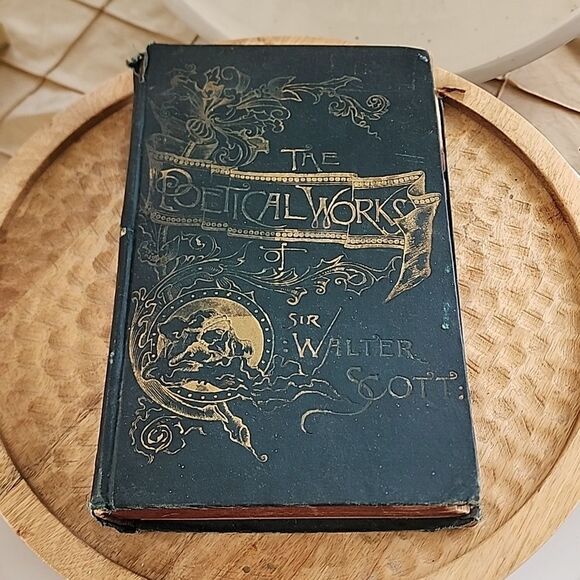 THE
POETICAL WORKS
of
SIR
WALTER
SCOTT: